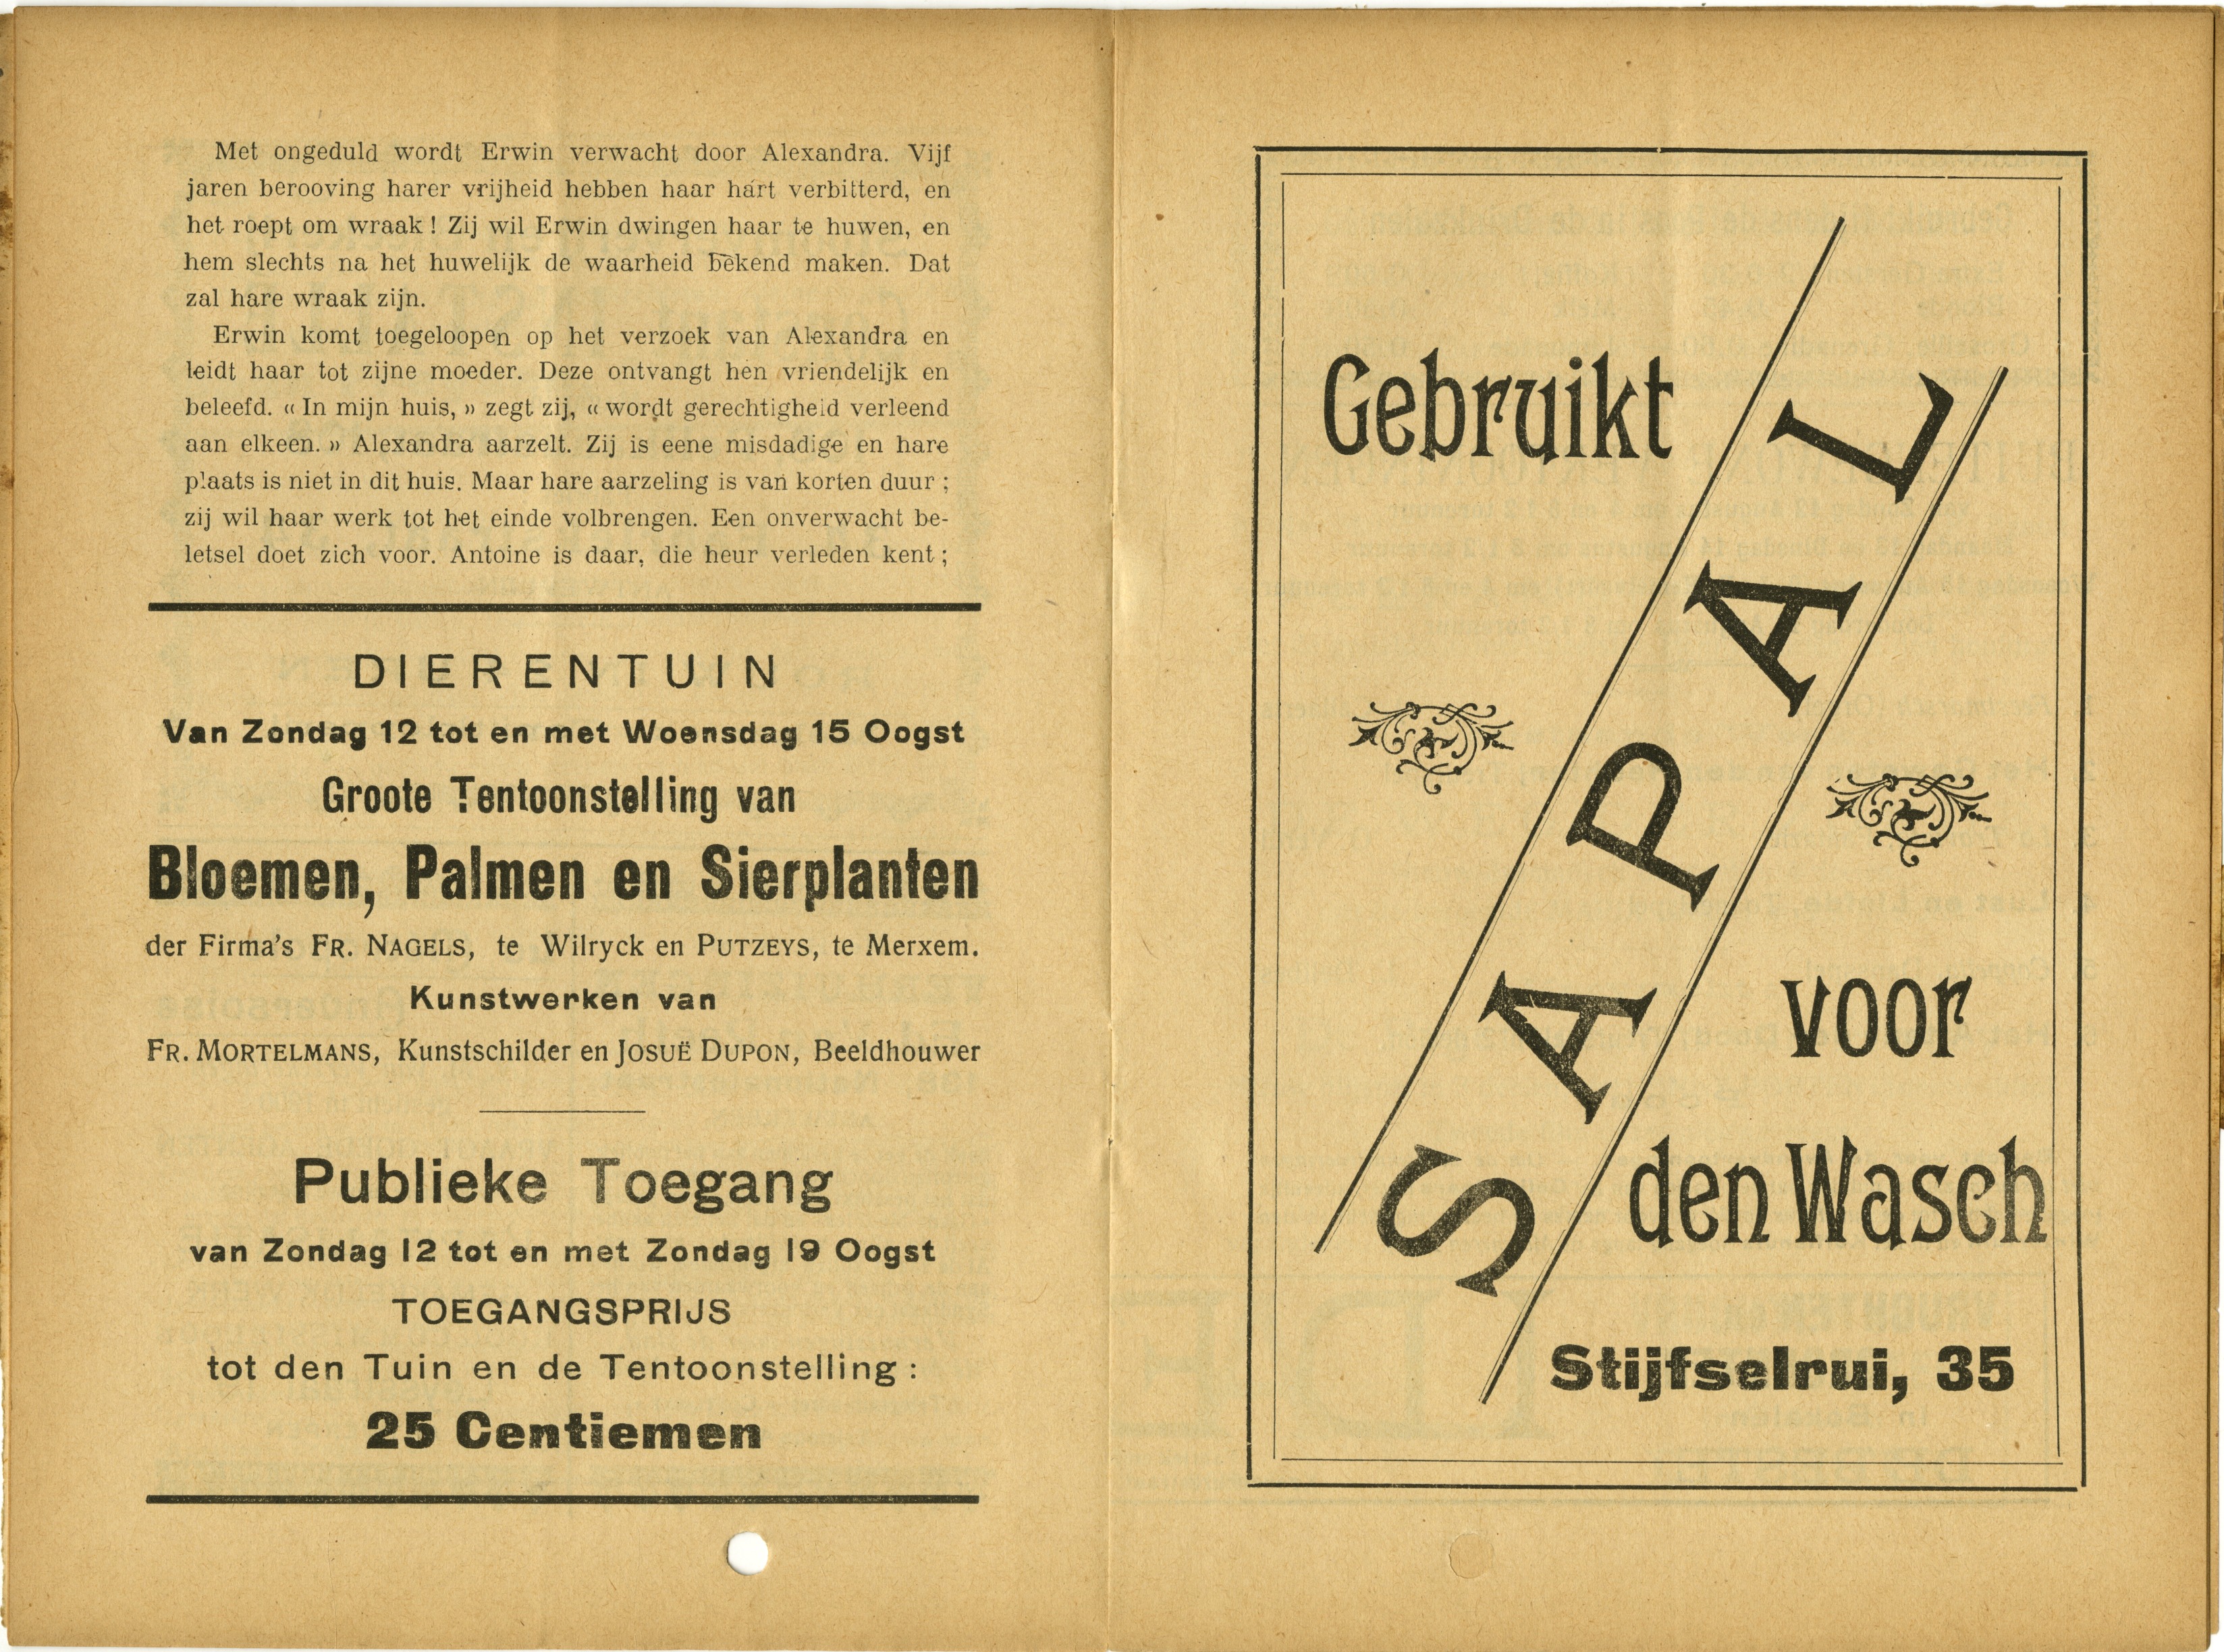 Met ongeduld wordt Erwin verwacht door Alexandra. Vijf
jaren berooving harer vrijheid hebben haar hart verbitterd, en
het roept om wraak ! Zij wil Erwin dwingen haar te huwen, en
hem slechts na het huwelijk de waarheid bekend maken. Dat
zal hare wraak zijn.
Erwin komt toegeloopen op het verzoek van Alexandra en
leidt haar tot zijne moeder. Deze ontvangt hen vriendelijk en
beleefd. « In mijn huis, » zegt zij, « wordt gerechtigheid verleend
aan elkeen. » Alexandra aarzelt. Zij is eene misdadige en hare
plaats is niet in dit huis. Maar hare aarzeling is van korten duur ;
zij wil haar werk tot het einde volbrengen. Een onverwacht be-
letsel doet zich voor. Antoine is daar, die heur verleden kent ;
DIERENTUIN
Van Zondag 12 tot en met Woensdag 15 Oogst
Groote Tentoonstelling van
Bloemen, Palmen en Sierplanten
der Firma's FR. NAGELS, te Wilryck en PUTZEYS, te Merxem.
Kunstwerken van
FR. MORTELMANS, Kunstschilder en JOSUË DUPON, Beeldhouwer
Publieke Toegang
van Zondag 12 tot en met Zondag 19 Oogst
TOEGANGSPRIJS
tot den Tuin en de Tentoonstelling :
25 Centiemen
Gebruikt
SAPAL
voor
den Wasch
Stijfselrui, 35